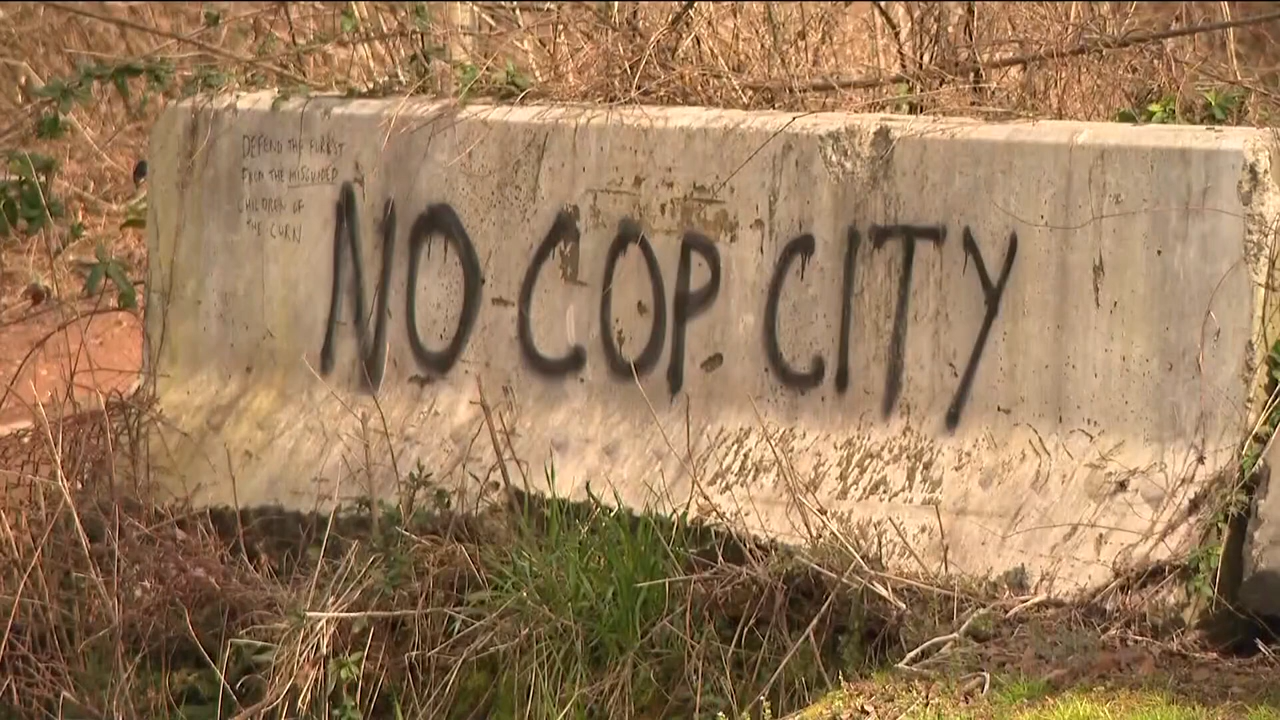 DEFEND THE FOREST
FROM THE MISGUIDED
CHILDREN OF
THE CORN
NO COP CITY